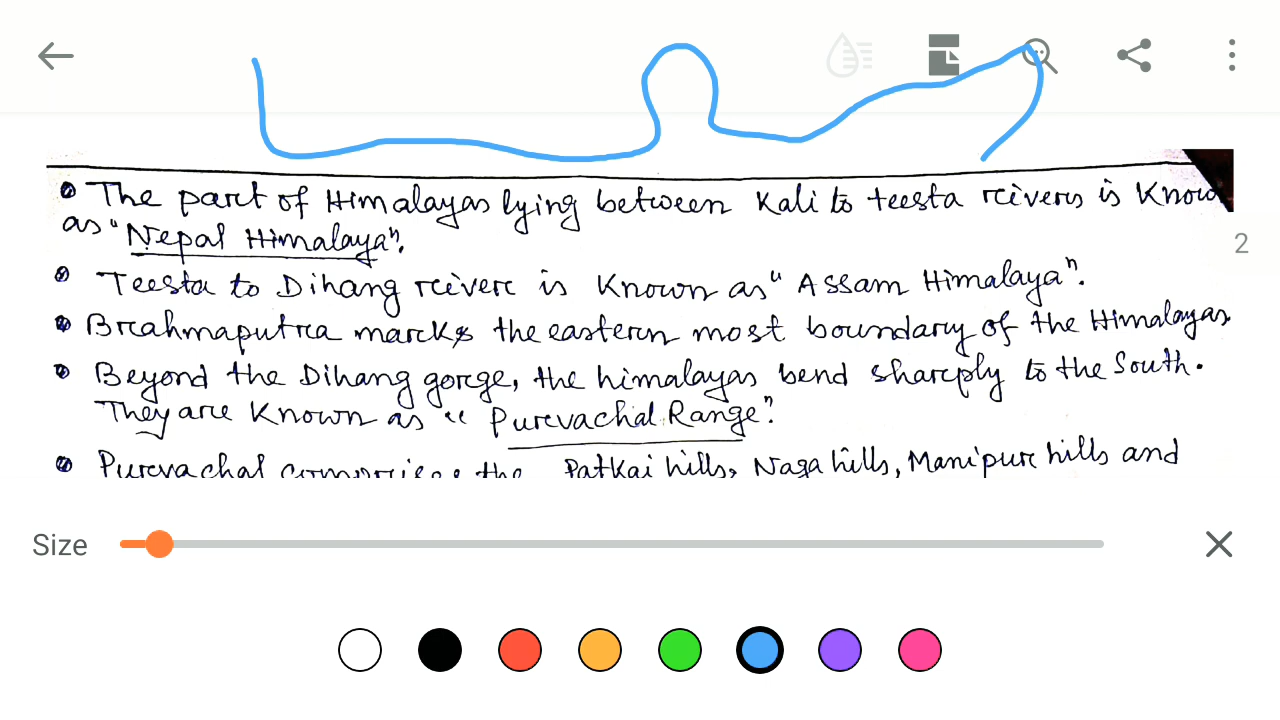 The part of Himalayas lying between Kali to teesta rivers is Know
2
as "Nepal Himalaya".
Teesta to Dihang river is Known as "Assam Himalaya".
Brahmaputra marks the eastern most boundary of the Himalayas
Beyond the Dihang gorge, the himalayas bend sharply to the South.
They are Known as "Purvachal Range".
Purvachal comprises the Patkai hills, Naga hills, Manipur hills and
Size